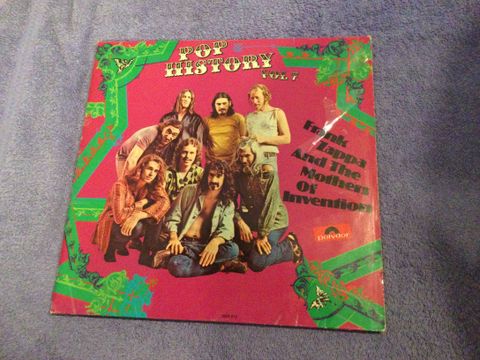 POP
HISTORY
VOL 7
Frank
Zappa
And The
Mothers
Of
Invention
polydor